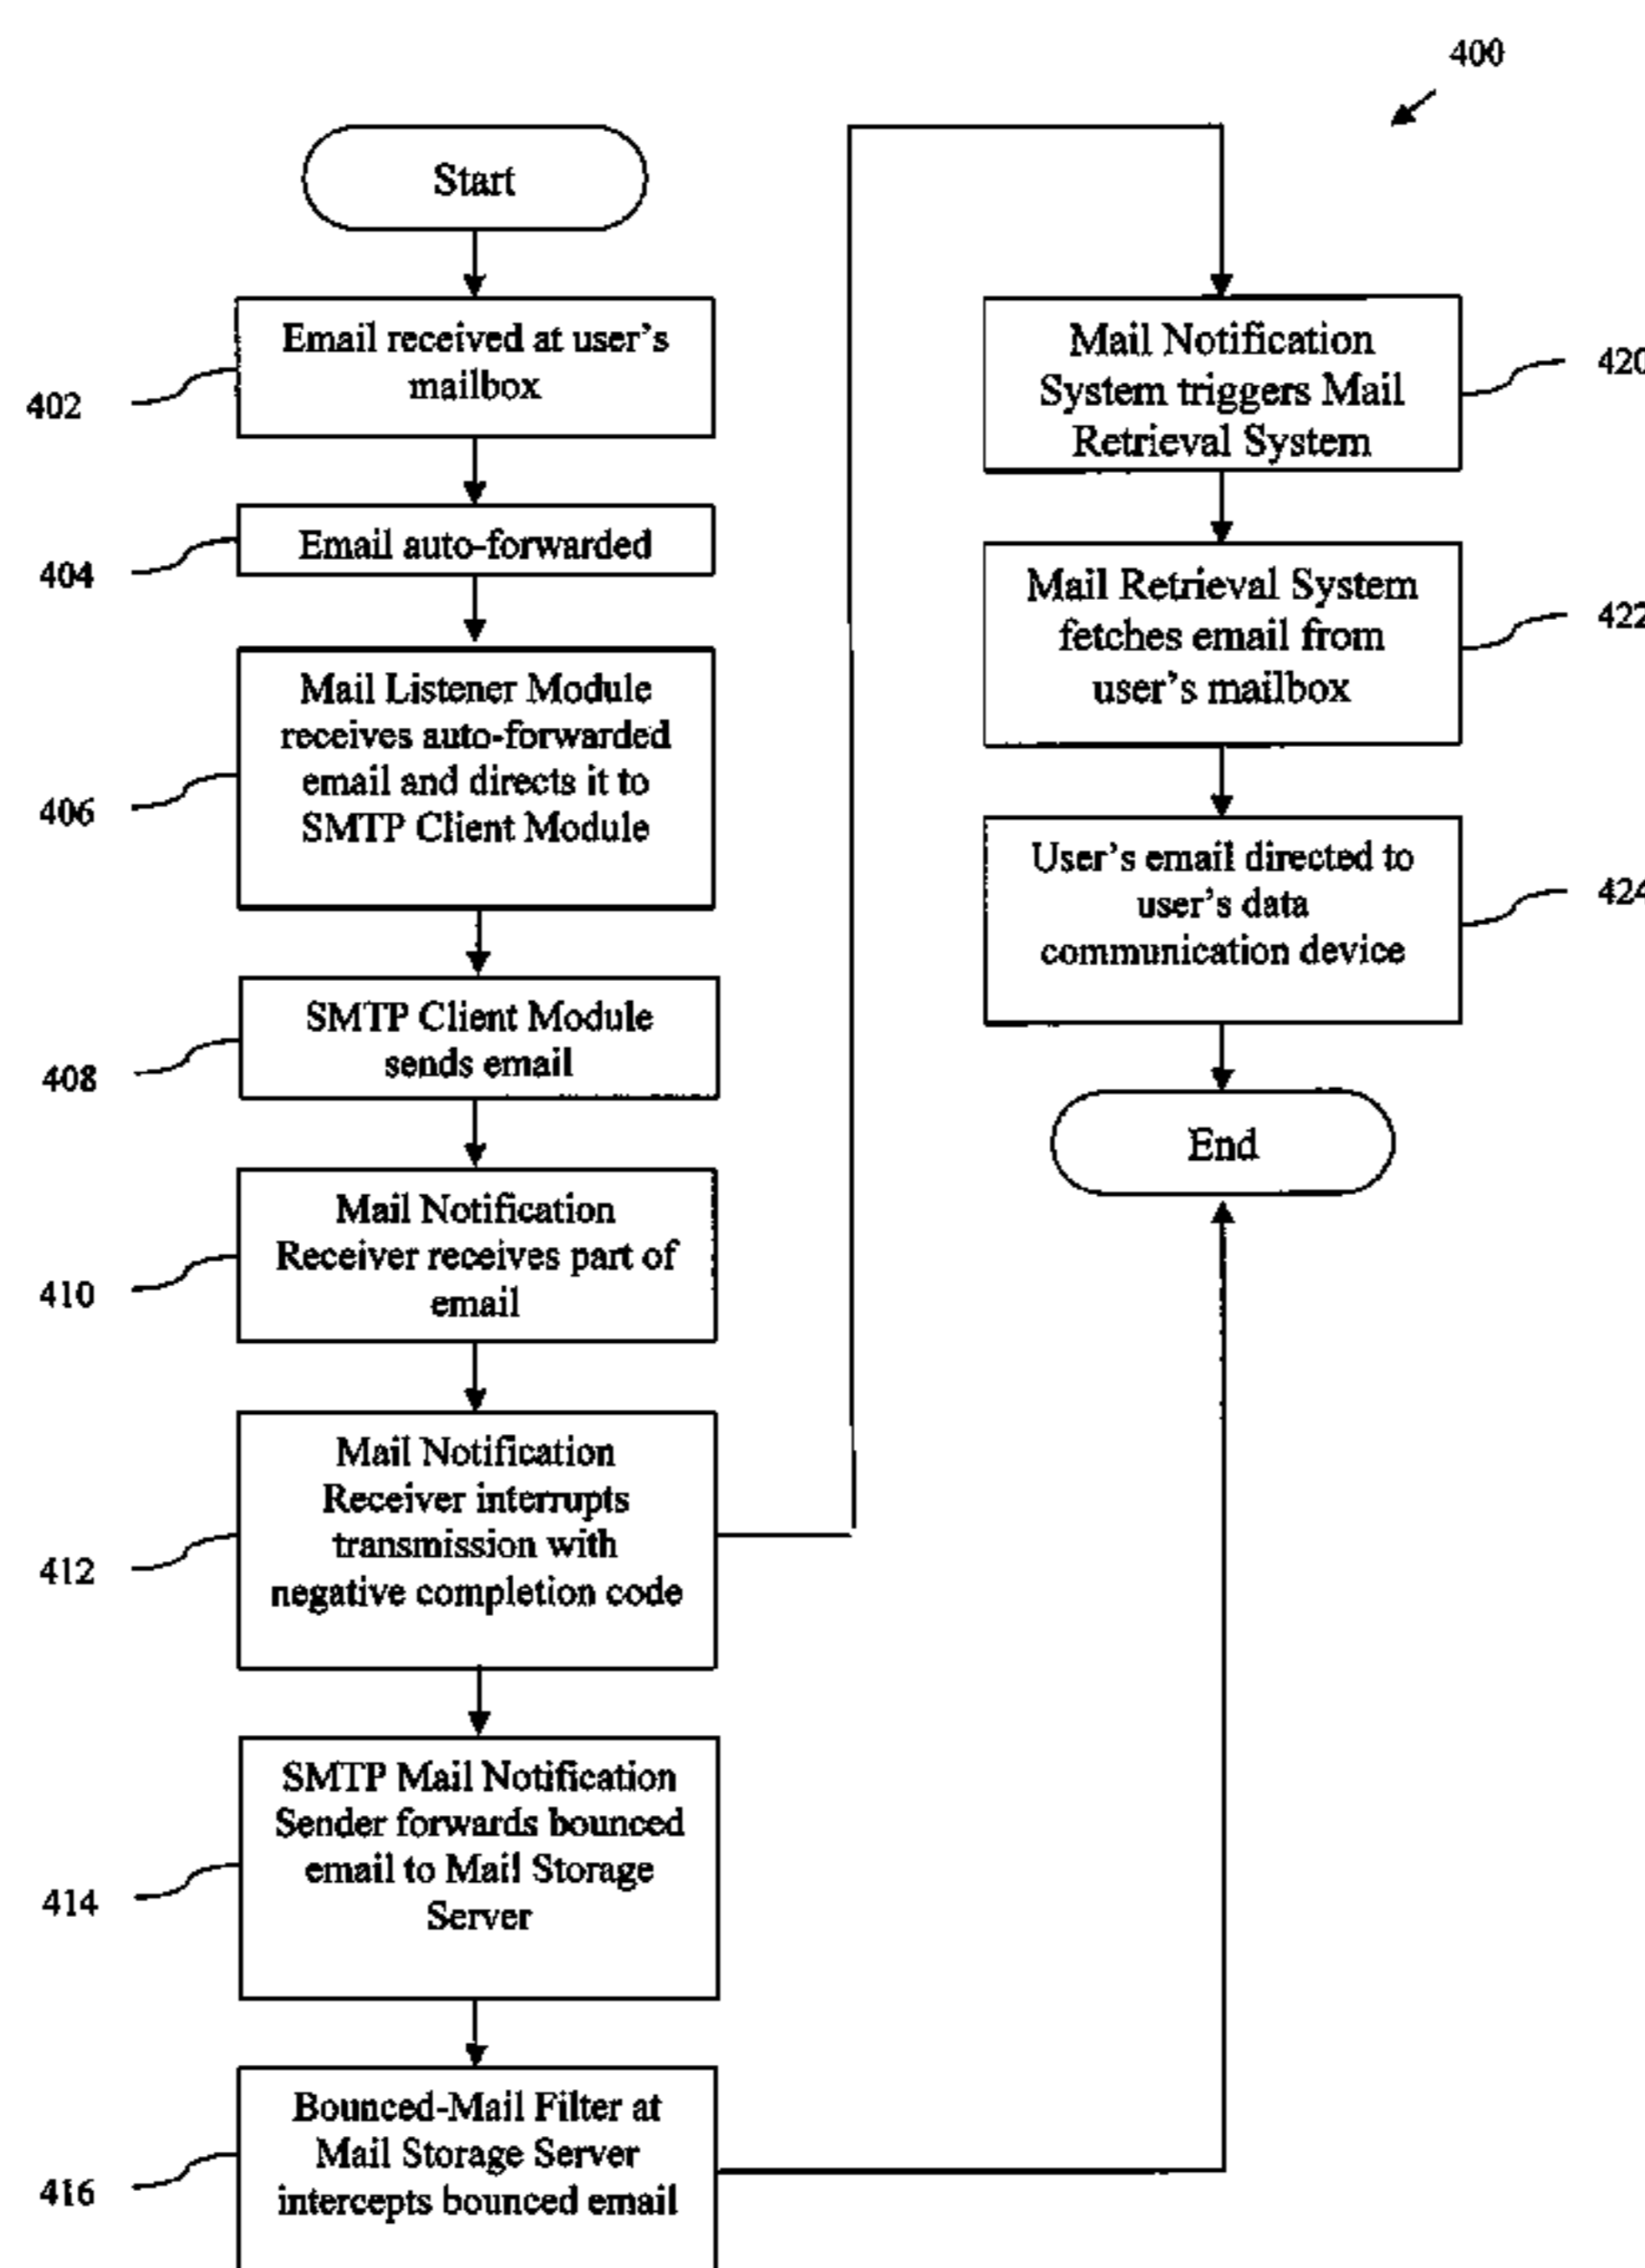 400
Start
Email received at user's
mailbox
402
Email auto-forwarded
404
Mail Listener Module
receives auto-forwarded
email and directs it to
SMTP Client Module
406
SMTP Client Module
sends email
408
Mail Notification
Receiver receives part of
email
410
Mail Notification
Receiver interrupts
transmission with
negative completion code
412
SMTP Mail Notification
Sender forwards bounced
email to Mail Storage
Server
414
Bounced-Mail Filter at
Mail Storage Server
intercepts bounced email
416
Mail Notification
System triggers Mail
Retrieval System
420
Mail Retrieval System
fetches email from
user's mailbox
422
User's email directed to
user's data
communication device
424
End